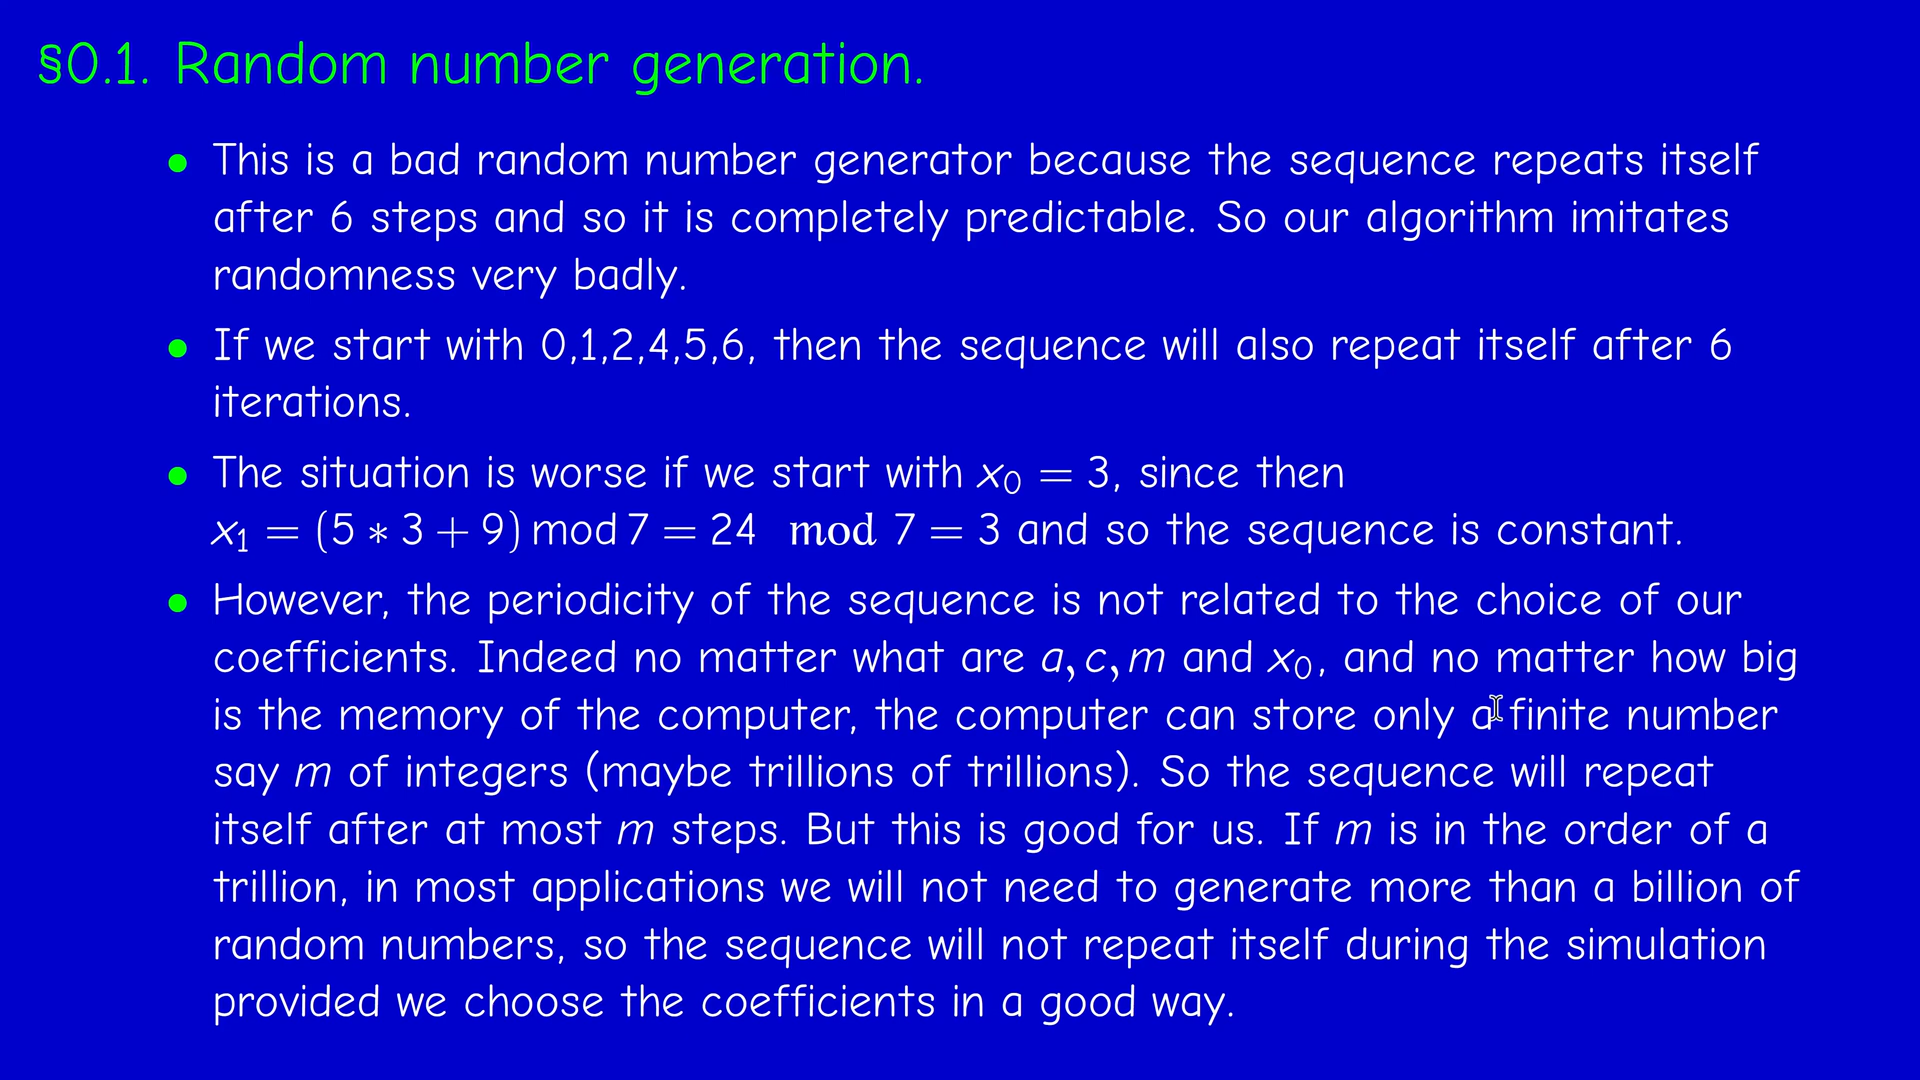 §0.1. Random number generation.
• This is a bad random number generator because the sequence repeats itself
after 6 steps and so it is completely predictable. So our algorithm imitates
randomness very badly.
• If we start with 0,1,2,4,5,6, then the sequence will also repeat itself after 6
iterations.
• The situation is worse if we start with x₀ = 3, since then
x₁ = (5 * 3 + 9) mod 7 = 24 mod 7 = 3 and so the sequence is constant.
• However, the periodicity of the sequence is not related to the choice of our
coefficients. Indeed no matter what are a, c, m and x₀, and no matter how big
is the memory of the computer, the computer can store only a finite number
say m of integers (maybe trillions of trillions). So the sequence will repeat
itself after at most m steps. But this is good for us. If m is in the order of a
trillion, in most applications we will not need to generate more than a billion of
random numbers, so the sequence will not repeat itself during the simulation
provided we choose the coefficients in a good way.